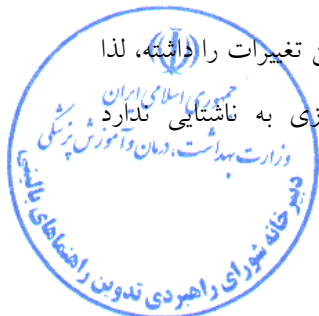 ن تغییرات را داشته، لذا
جمهوری اسلامی ایران
زی به ناشتایی ندارد
وزارت بهداشت، درمان و آموزش پزشکی
دبیرخانه شورای راهبردی تدوین راهنماهای بالینی